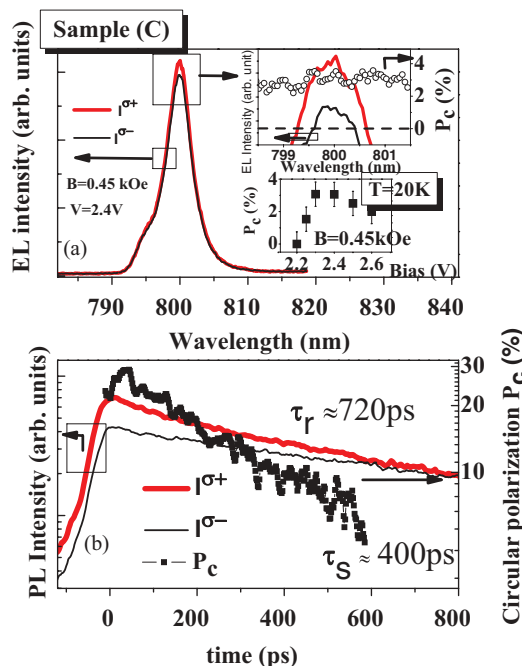 Sample (C)
EL intensity (arb. units)
I^σ+
I^σ−
B=0.45 kOe
V=2.4V
(a)
EL Intensity (arb. unit)
4
2
0
P_c (%)
799 800 801
Wavelength (nm)
T=20K
P_c (%)
4
2
0
B=0.45kOe
2.2 2.4 2.6 Bias (V)
790 800 810 820 830 840
Wavelength (nm)
PL Intensity (arb. units)
τ_r ≈720ps
I^σ+
I^σ−
P_c
(b)
τ_S ≈ 400ps
30
20
10
Circular polarization P_C (%)
0 200 400 600 800
time (ps)